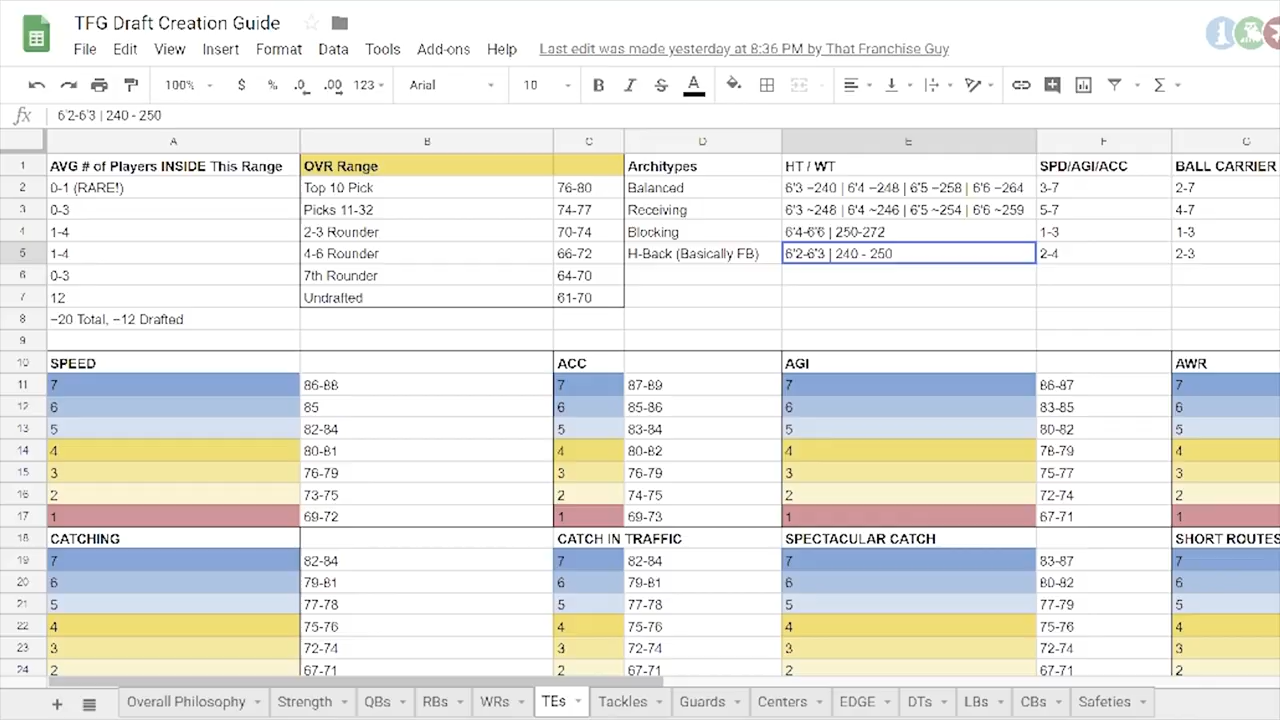 TFG Draft Creation Guide
File Edit View Insert Format Data Tools Add-ons Help Last edit was made yesterday at 8:36 PM by That Franchise Guy
100% $ % .0 .00 123 Arial 10 B I S A
fx 6'2-6'3 | 240 - 250
A B C D E F G
1 AVG # of Players INSIDE This Range OVR Range Architypes HT / WT SPD/AGI/ACC BALL CARRIER
2 0-1 (RARE!) Top 10 Pick 76-80 Balanced 6'3 ~240 | 6'4 ~248 | 6'5 ~258 | 6'6 ~264 3-7 2-7
3 0-3 Picks 11-32 74-77 Receiving 6'3 ~248 | 6'4 ~246 | 6'5 ~254 | 6'6 ~259 5-7 4-7
4 1-4 2-3 Rounder 70-74 Blocking 6'4-6'6 | 250-272 1-3 1-3
5 1-4 4-6 Rounder 66-72 H-Back (Basically FB) 6'2-6'3 | 240 - 250 2-4 2-3
6 0-3 7th Rounder 64-70
7 12 Undrafted 61-70
8 ~20 Total, ~12 Drafted
9
10 SPEED ACC AGI AWR
11 7 86-88 7 87-89 7 86-87 7
12 6 85 6 85-86 6 83-85 6
13 5 82-84 5 83-84 5 80-82 5
14 4 80-81 4 80-82 4 78-79 4
15 3 76-79 3 76-79 3 75-77 3
16 2 73-75 2 74-75 2 72-74 2
17 1 69-72 1 69-73 1 67-71 1
18 CATCHING CATCH IN TRAFFIC SPECTACULAR CATCH SHORT ROUTES
19 7 82-84 7 82-84 7 83-87 7
20 6 79-81 6 79-81 6 80-82 6
21 5 77-78 5 77-78 5 77-79 5
22 4 75-76 4 75-76 4 75-76 4
23 3 72-74 3 72-74 3 72-74 3
24 2 67-71 2 67-71 2 67-71 2
Overall Philosophy Strength QBs RBs WRs TEs Tackles Guards Centers EDGE DTs LBs CBs Safeties